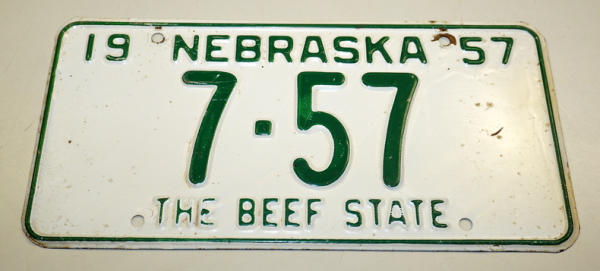 19 NEBRASKA 57
7·57
THE BEEF STATE